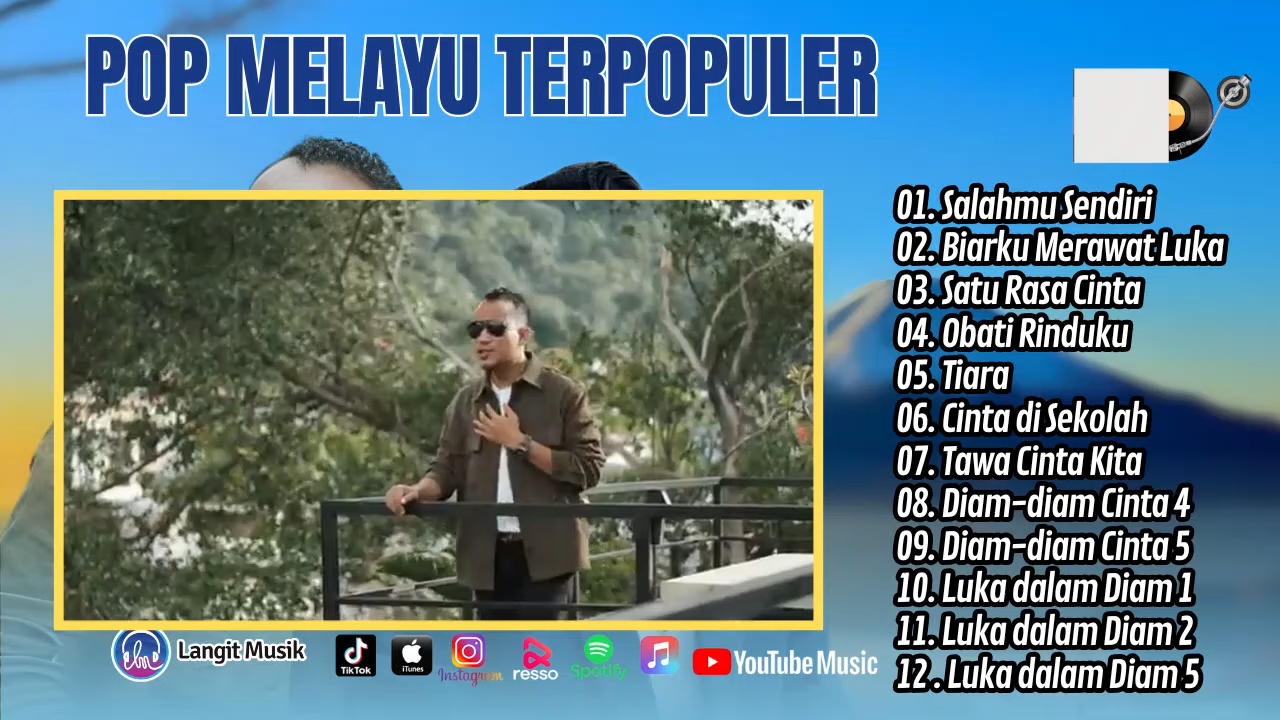 POP MELAYU TERPOPULER
01. Salahmu Sendiri
02. Biarku Merawat Luka
03. Satu Rasa Cinta
04. Obati Rinduku
05. Tiara
06. Cinta di Sekolah
07. Tawa Cinta Kita
08. Diam-diam Cinta 4
09. Diam-diam Cinta 5
10. Luka dalam Diam 1
11. Luka dalam Diam 2
12. Luka dalam Diam 5
Langit Musik
TikTok
iTunes
Instagram
resso
Spotify
YouTube Music